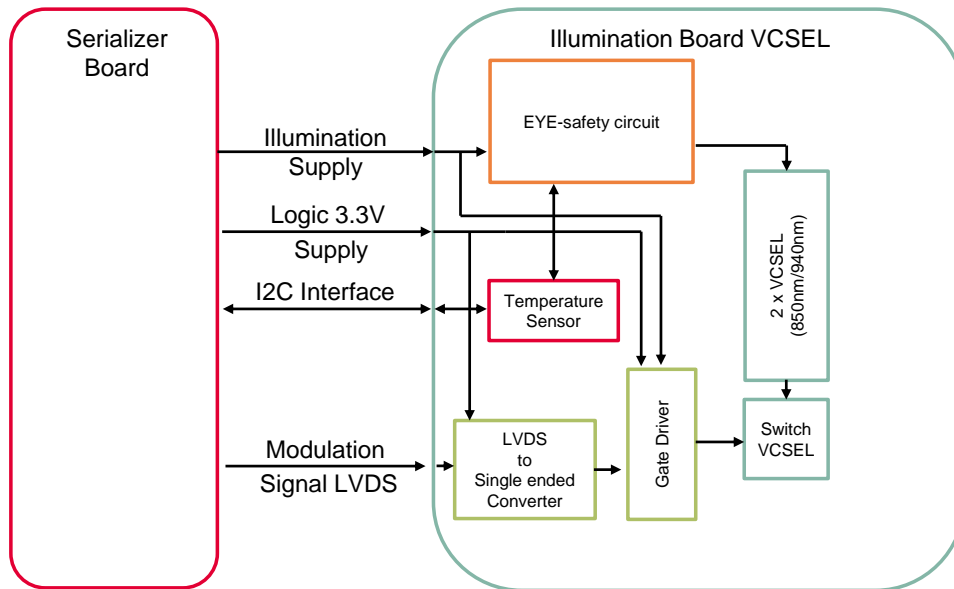 Serializer
Board
Illumination Board VCSEL
EYE-safety circuit
Illumination
Supply
Logic 3.3V
Supply
I2C Interface
Temperature
Sensor
2 x VCSEL
(850nm/940nm)
Modulation
Signal LVDS
LVDS
to
Single ended
Converter
Gate Driver
Switch
VCSEL